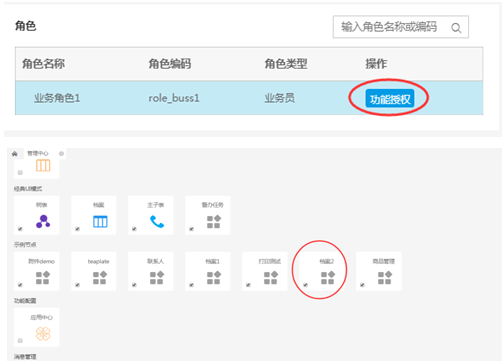 角色
输入角色名称或编码
角色名称 角色编码 角色类型 操作
业务角色1 role_buss1 业务员 功能授权
管理中心
经典UI模式
树表 档案 主子表 督办任务
示例节点
附件demo teaplate 联系人 档案1 打印测试 档案2 商品管理
功能配置
应用中心
消息管理